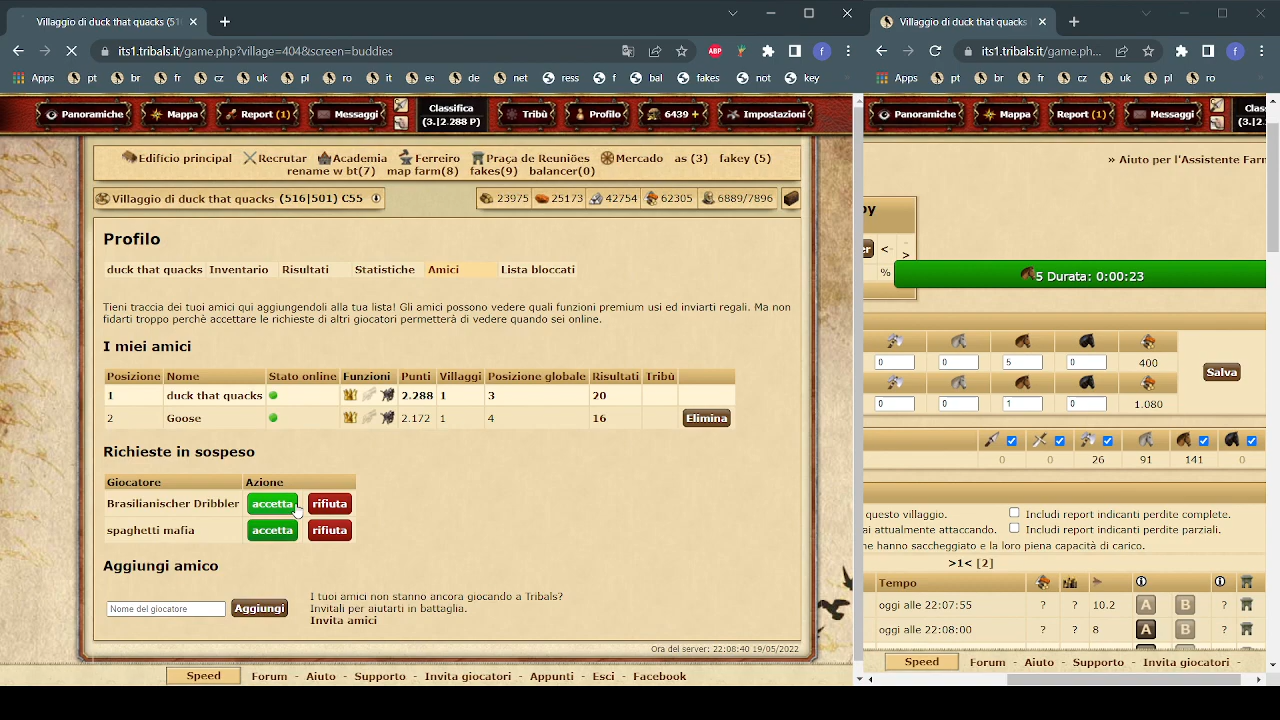 Villaggio di duck that quacks (51
its1.tribals.it/game.php?village=404&screen=buddies
Apps pt br fr cz uk pl ro it es de net ress f bal fakes not key
Panoramiche Mappa Report (1) Messaggi Classifica (3.|2.288 P) Tribù Profilo 6439 + Impostazioni
Edificio principal Recrutar Academia Ferreiro Praça de Reuniões Mercado as (3) fakey (5)
rename w bt(7) map farm(8) fakes(9) balancer(0)
Villaggio di duck that quacks (516|501) C55 23975 25173 42754 62305 6889/7896
Profilo
duck that quacks Inventario Risultati Statistiche Amici Lista bloccati
Tieni traccia dei tuoi amici qui aggiungendoli alla tua lista! Gli amici possono vedere quali funzioni premium usi ed inviarti regali. Ma non
fidarti troppo perchè accettare le richieste di altri giocatori permetterà di vedere quando sei online.
I miei amici
Posizione Nome Stato online Funzioni Punti Villaggi Posizione globale Risultati Tribù
1 duck that quacks 2.288 1 3 20
2 Goose 2.172 1 4 16 Elimina
Richieste in sospeso
Giocatore Azione
Brasilianischer Dribbler accetta rifiuta
spaghetti mafia accetta rifiuta
Aggiungi amico
Nome del giocatore Aggiungi
I tuoi amici non stanno ancora giocando a Tribals?
Invitali per aiutarti in battaglia.
Invita amici
Ora del server: 22:08:40 19/05/2022
Speed Forum - Aiuto - Supporto - Invita giocatori - Appunti - Esci - Facebook
Villaggio di duck that quacks
its1.tribals.it/game.ph...
Apps pt br fr cz uk pl ro
Panoramiche Mappa Report (1) Messaggi Clas
(3.|2.
» Aiuto per l'Assistente Farm
by
er <- ->
%
5 Durata: 0:00:23
0 0 5 0 400
Salva
0 0 1 0 1.080
0 0 26 91 141 0
questo villaggio. Includi report indicanti perdite complete.
ai attualmente attaccando. Includi report indicanti perdite parziali.
he hanno saccheggiato e la loro piena capacità di carico.
>1< [2]
Tempo
oggi alle 22:07:55 ? ? 10.2 A B ?
oggi alle 22:08:00 ? ? 8 A B ?
Speed Forum - Aiuto - Supporto - Invita giocatori -